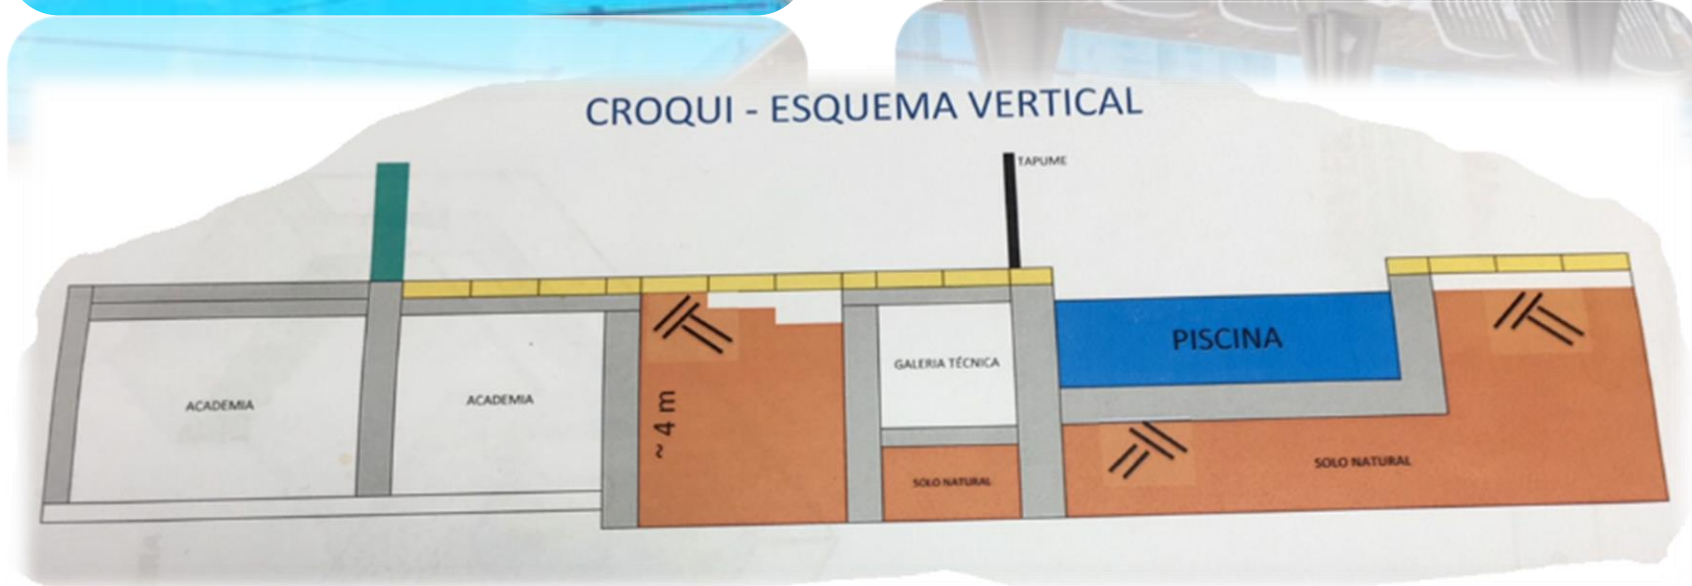 CROQUI - ESQUEMA VERTICAL
TAPUME
ACADEMIA
ACADEMIA
~ 4 m
GALERIA TÉCNICA
SOLO NATURAL
PISCINA
SOLO NATURAL